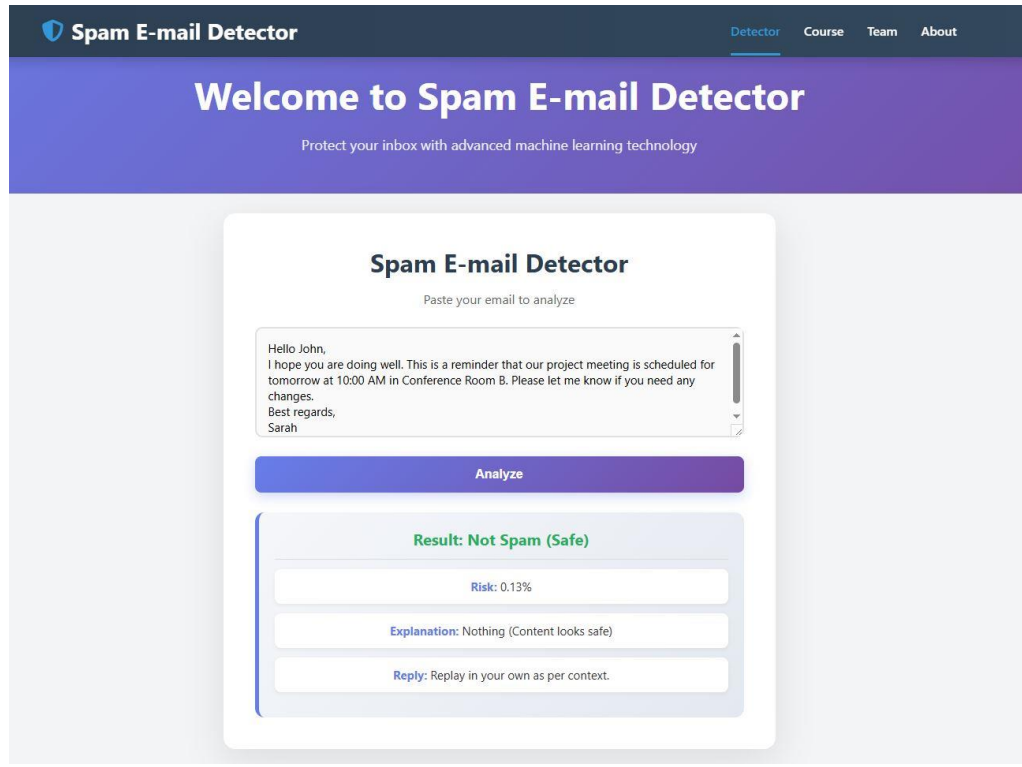 Spam E-mail Detector
Detector Course Team About
Welcome to Spam E-mail Detector
Protect your inbox with advanced machine learning technology
Spam E-mail Detector
Paste your email to analyze
Hello John,
I hope you are doing well. This is a reminder that our project meeting is scheduled for
tomorrow at 10:00 AM in Conference Room B. Please let me know if you need any
changes.
Best regards,
Sarah
Analyze
Result: Not Spam (Safe)
Risk: 0.13%
Explanation: Nothing (Content looks safe)
Reply: Replay in your own as per context.